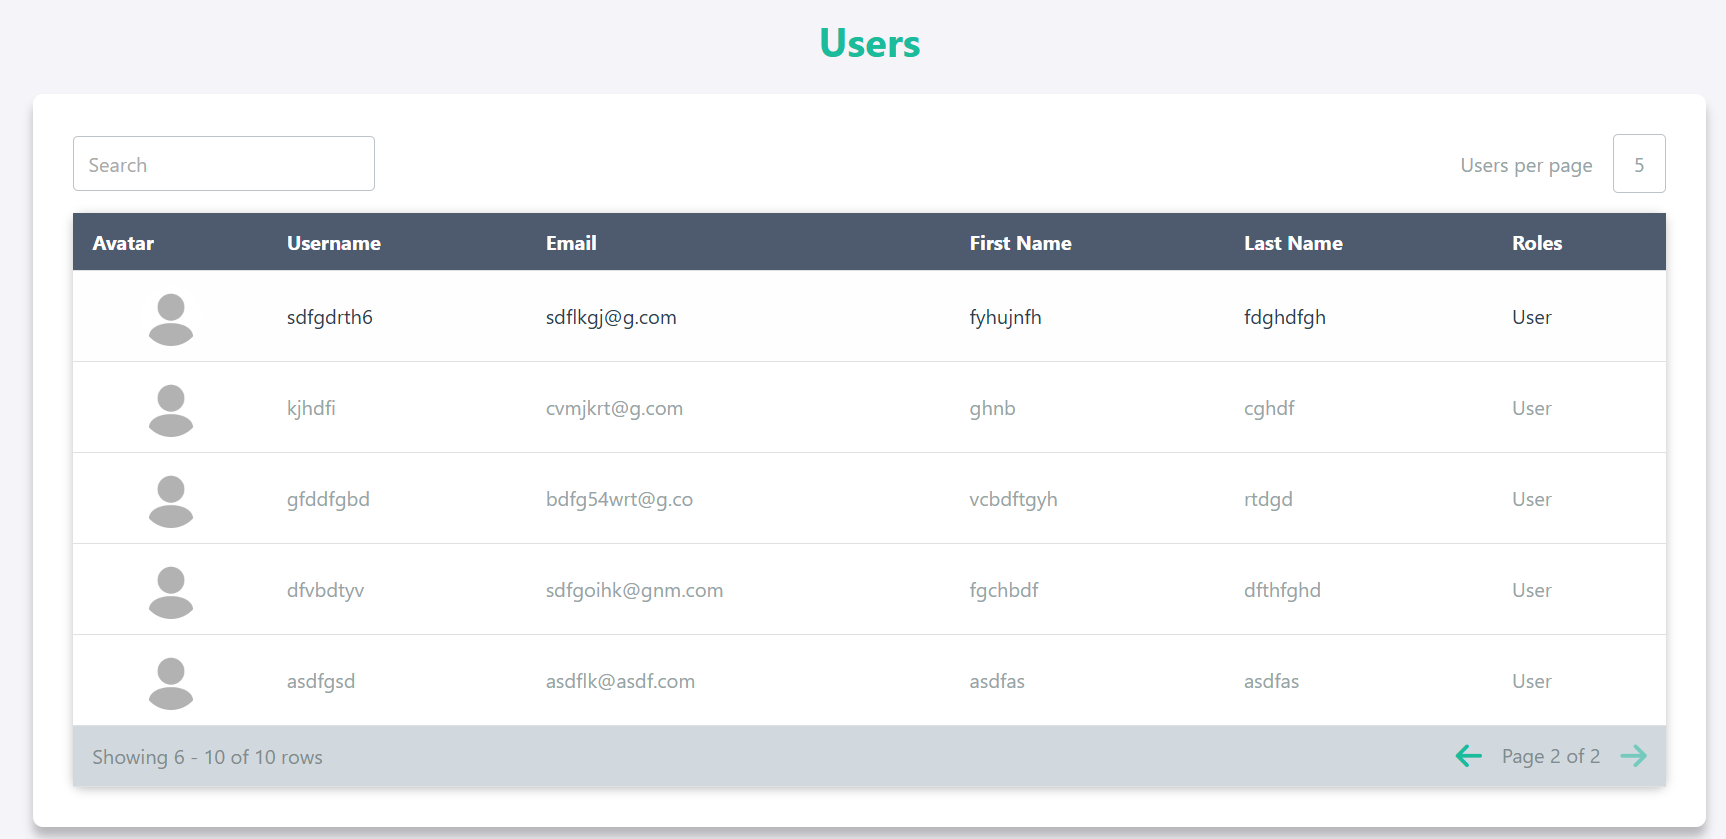 Users
Search
Users per page 5
Avatar Username Email First Name Last Name Roles
sdfgdrth6 sdflkgj@g.com fyhujnfh fdghdfgh User
kjhdfi cvmjkrt@g.com ghnb cghdf User
gfddfgbd bdfg54wrt@g.co vcbdftgyh rtdgd User
dfvbdtyv sdfgoihk@gnm.com fgchbdf dfthfghd User
asdfgsd asdflk@asdf.com asdfas asdfas User
Showing 6 - 10 of 10 rows Page 2 of 2